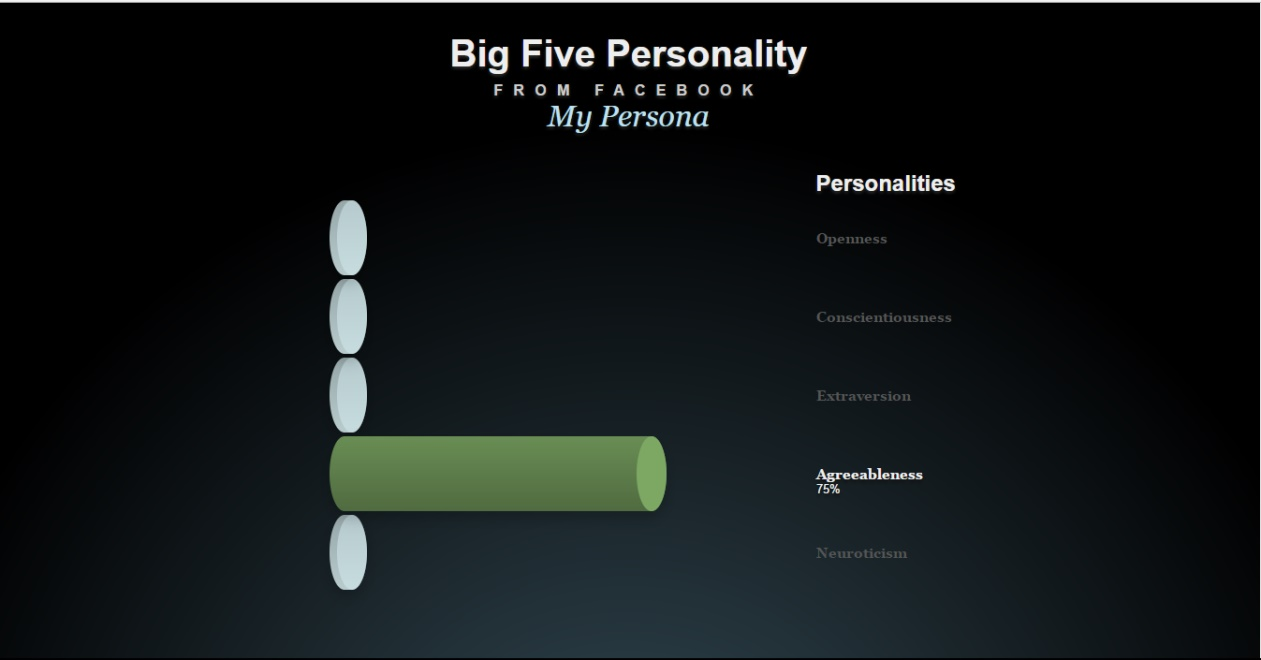 Big Five Personality
FROM FACEBOOK
My Persona
Personalities
Openness
Conscientiousness
Extraversion
Agreeableness
75%
Neuroticism